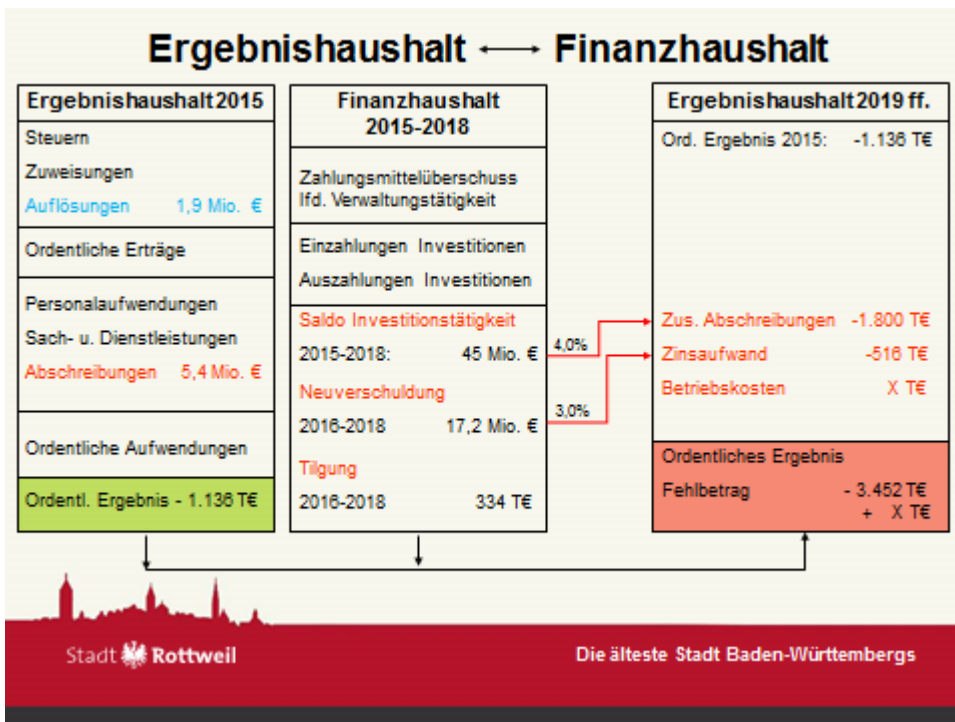 Ergebnishaushalt ⟷ Finanzhaushalt
Ergebnishaushalt 2015
Steuern
Zuweisungen
Auflösungen 1,9 Mio. €
Ordentliche Erträge
Personalaufwendungen
Sach- u. Dienstleistungen
Abschreibungen 5,4 Mio. €
Ordentliche Aufwendungen
Ordentl. Ergebnis - 1.136 T€
Finanzhaushalt
2015-2018
Zahlungsmittelüberschuss
lfd. Verwaltungstätigkeit
Einzahlungen Investitionen
Auszahlungen Investitionen
Saldo Investitionstätigkeit
2015-2018: 45 Mio. €
Neuverschuldung
2016-2018 17,2 Mio. €
Tilgung
2016-2018 334 T€
4,0%
3,0%
Ergebnishaushalt 2019 ff.
Ord. Ergebnis 2015: -1.136 T€
Zus. Abschreibungen -1.800 T€
Zinsaufwand -516 T€
Betriebskosten X T€
Ordentliches Ergebnis
Fehlbetrag - 3.452 T€
+ X T€
Stadt Rottweil
Die älteste Stadt Baden-Württembergs